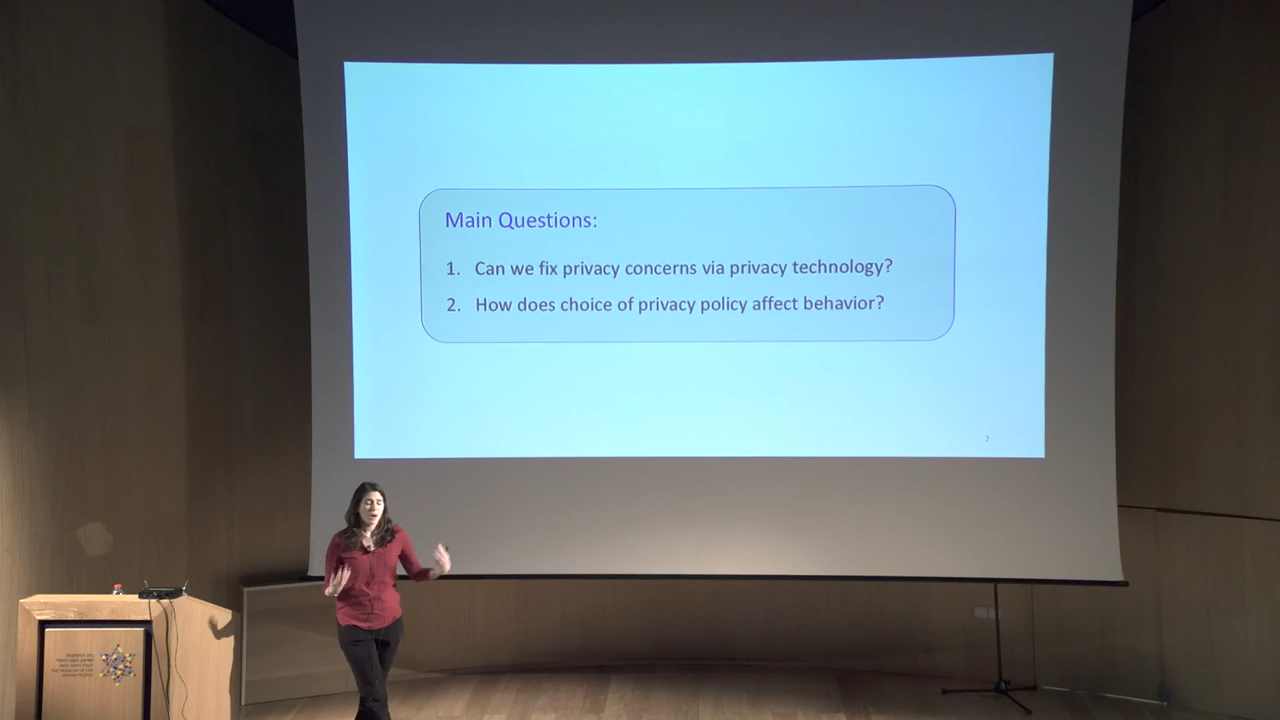 Main Questions:
1. Can we fix privacy concerns via privacy technology?
2. How does choice of privacy policy affect behavior?
2